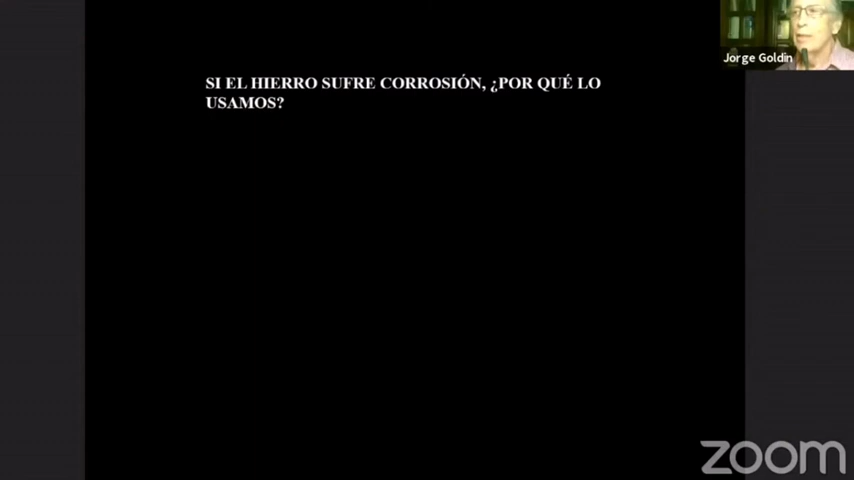 Jorge Goldin
SI EL HIERRO SUFRE CORROSIÓN, ¿POR QUÉ LO
USAMOS?
zoom